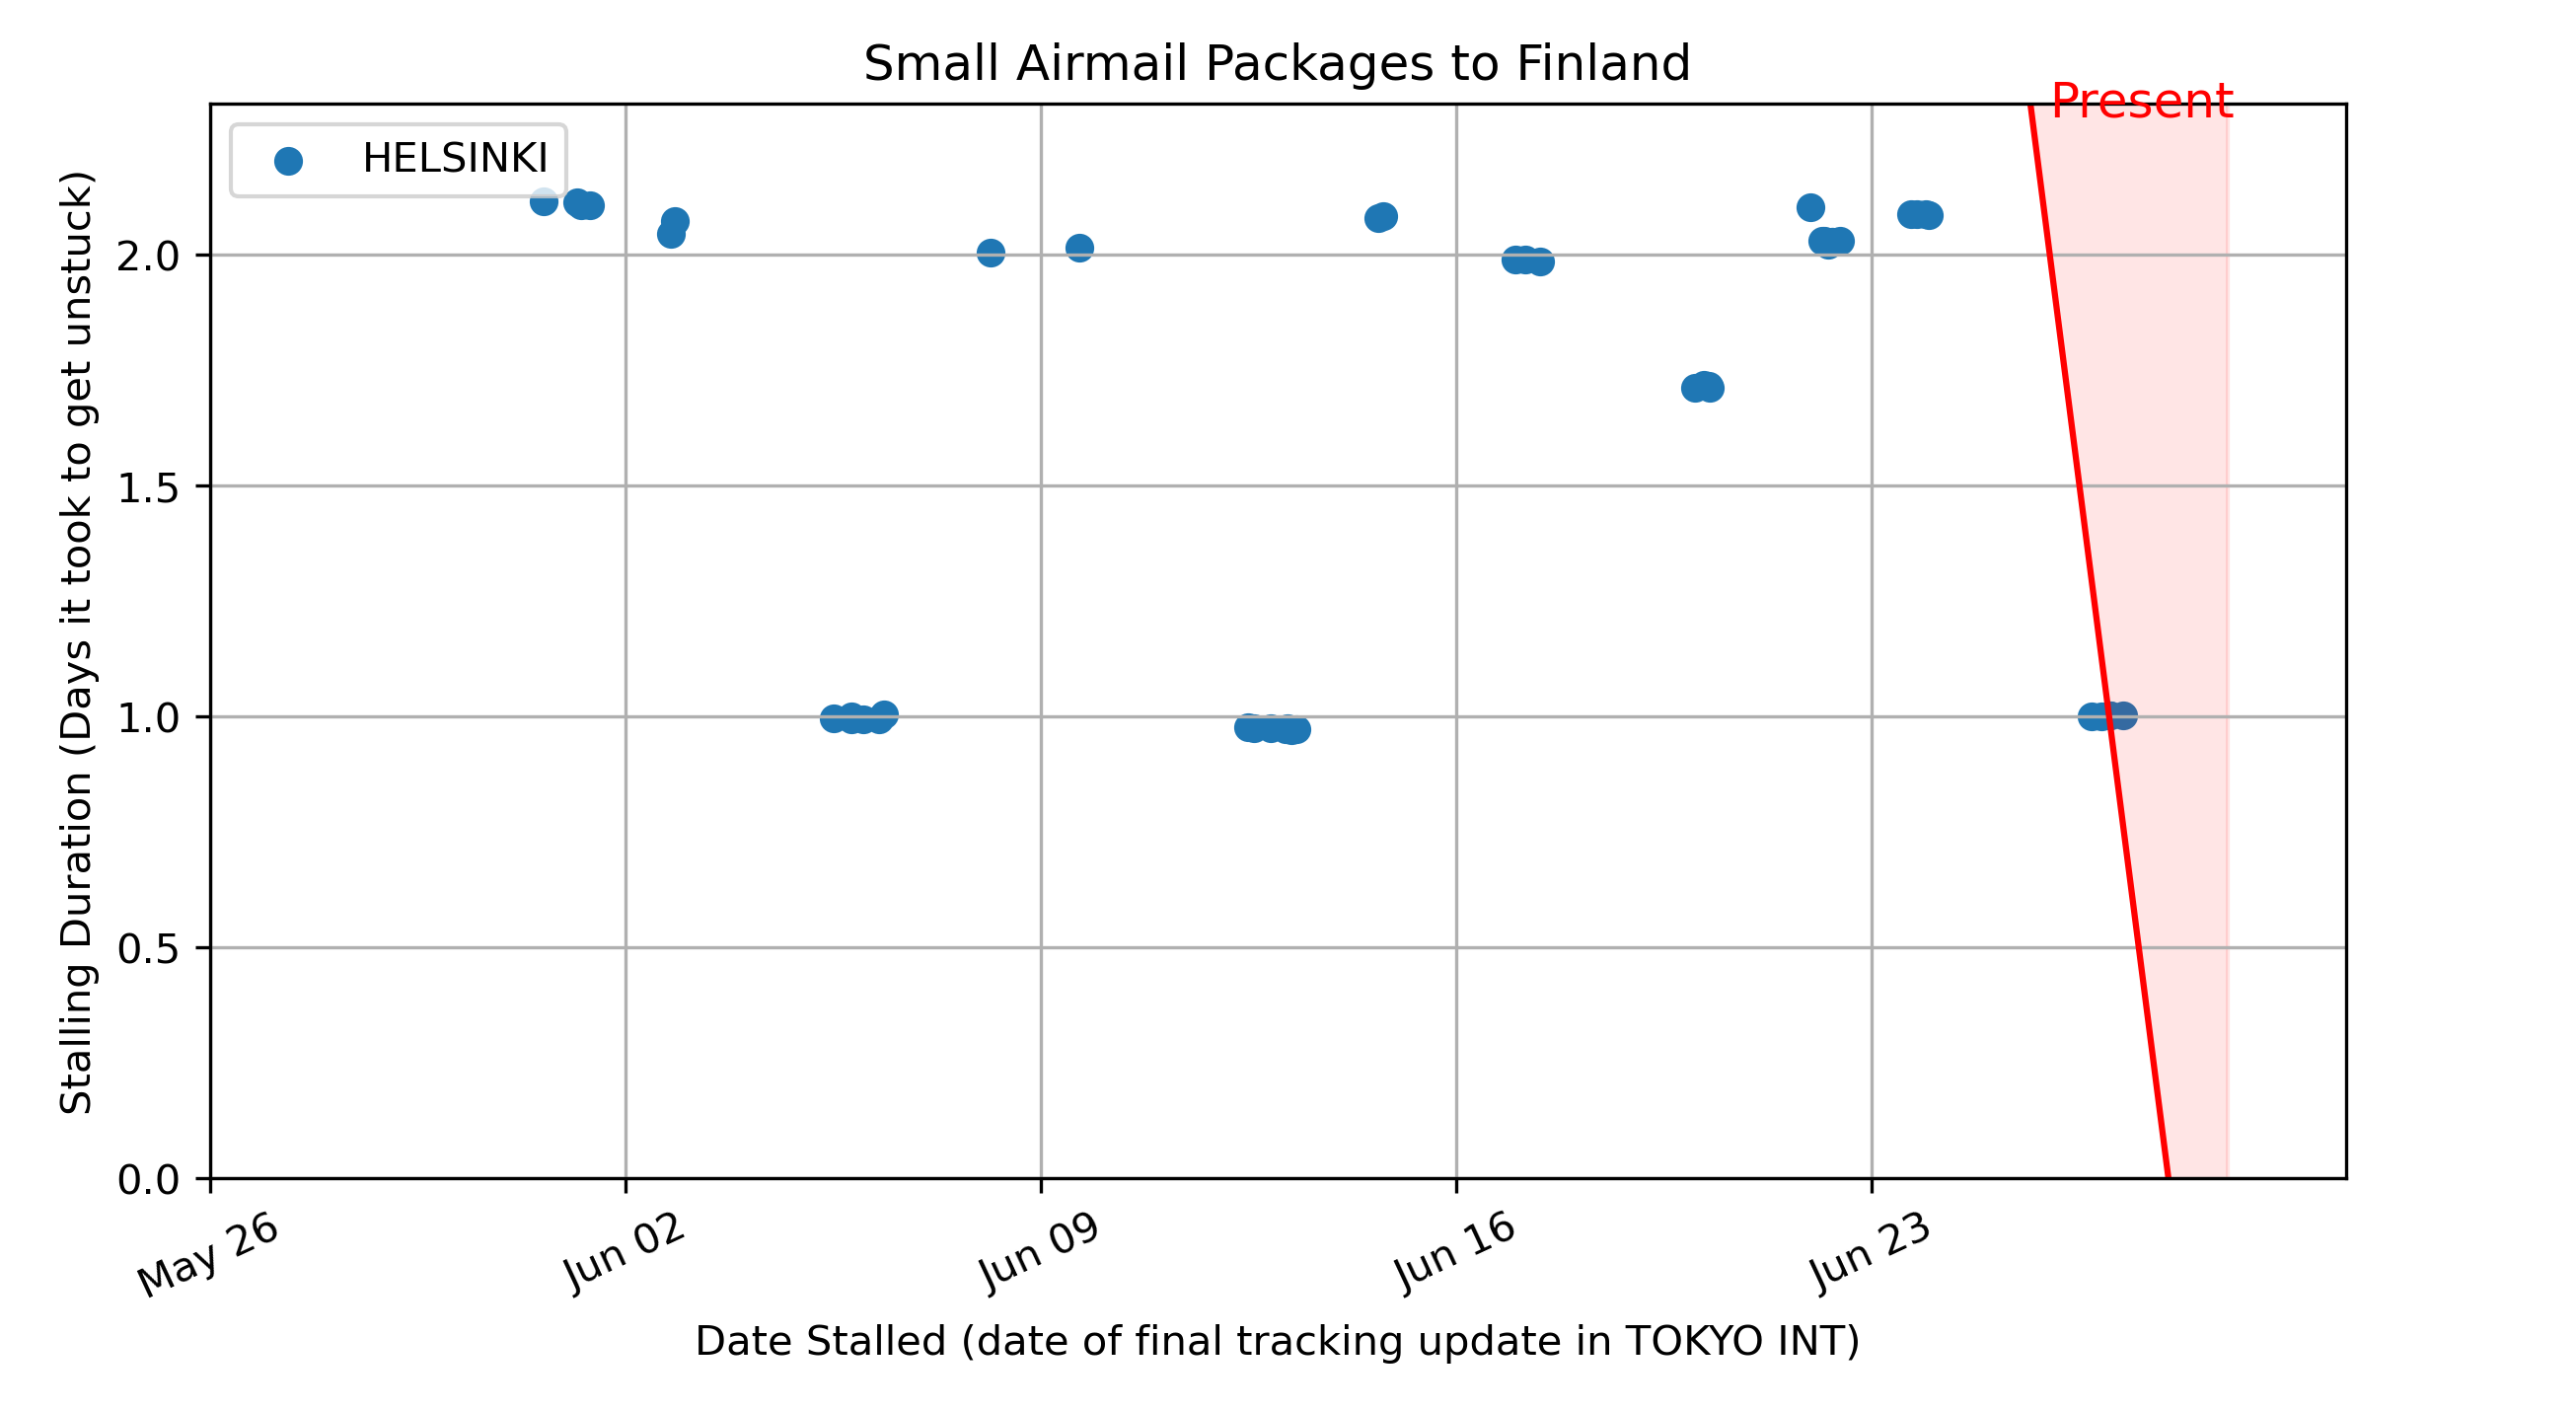 Small Airmail Packages to Finland
Present
HELSINKI
Stalling Duration (Days it took to get unstuck)
2.0
1.5
1.0
0.5
0.0
May 26
Jun 02
Jun 09
Jun 16
Jun 23
Date Stalled (date of final tracking update in TOKYO INT)